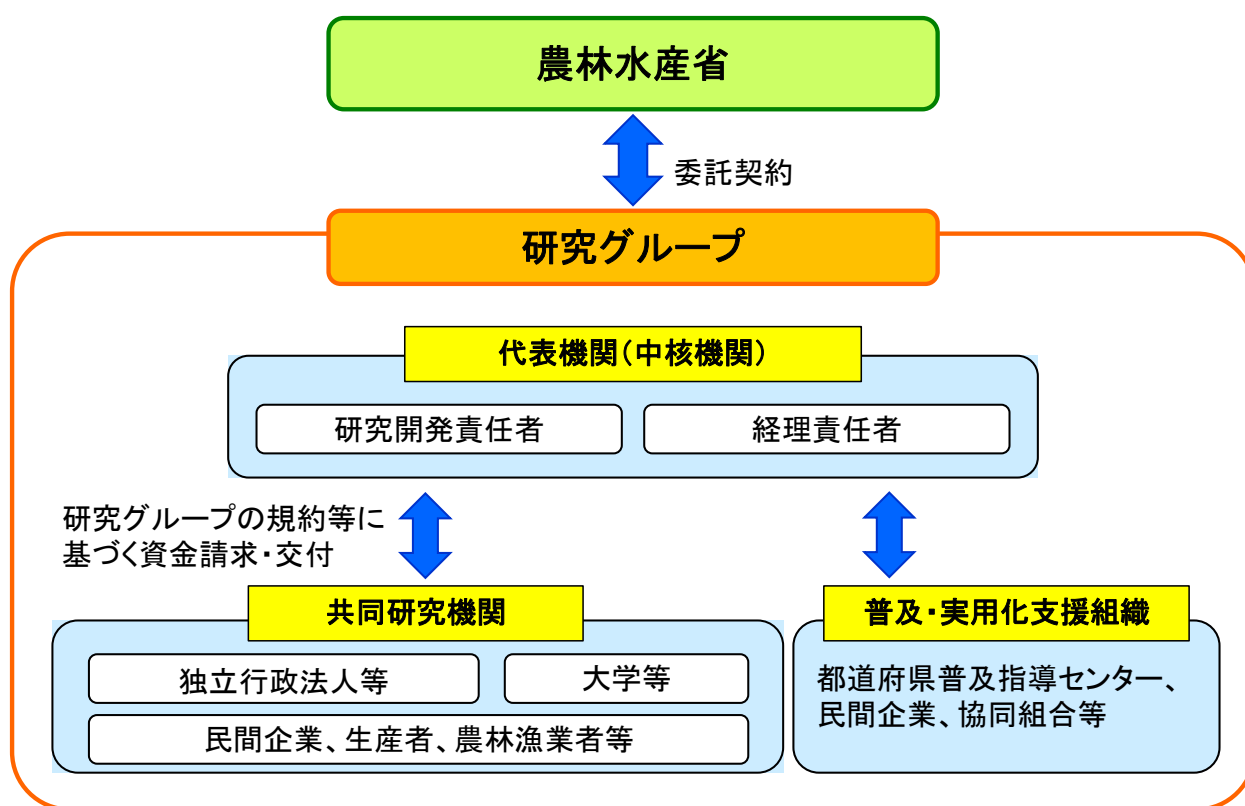 農林水産省
委託契約
研究グループ
代表機関（中核機関）
研究開発責任者
経理責任者
研究グループの規約等に
基づく資金請求・交付
共同研究機関
独立行政法人等
大学等
民間企業、生産者、農林漁業者等
普及・実用化支援組織
都道府県普及指導センター、
民間企業、協同組合等